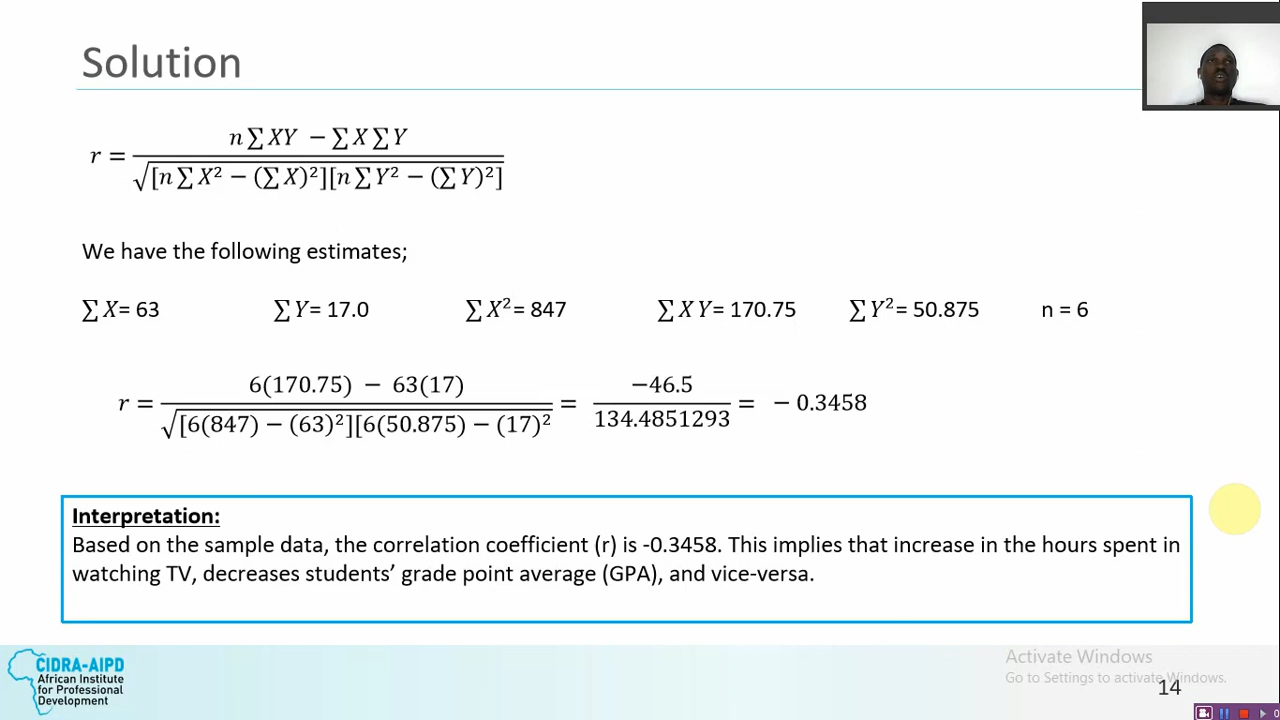 Solution
r = n ∑ XY − ∑ X ∑ Y / √[n ∑ X² − (∑ X)²][n ∑ Y² − (∑ Y)²]
We have the following estimates;
∑ X= 63 ∑ Y= 17.0 ∑ X²= 847 ∑ X Y= 170.75 ∑ Y²= 50.875 n = 6
r = 6(170.75) − 63(17) / √[6(847) − (63)²][6(50.875) − (17)² = −46.5 / 134.4851293 = − 0.3458
Interpretation:
Based on the sample data, the correlation coefficient (r) is -0.3458. This implies that increase in the hours spent in
watching TV, decreases students’ grade point average (GPA), and vice-versa.
CIDRA-AIPD
African Institute
for Professional
Development
Activate Windows
Go to Settings to activate Windows.
14
0